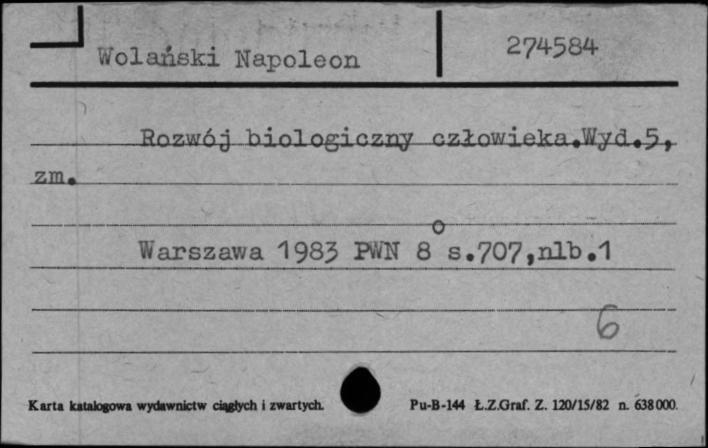 Wolański Napoleon
274584
Rozwój biologiczny człowieka.Wyd.5,
zm.
Warszawa 1983 PWN 8° s.707,nlb.1
6
Karta katalogowa wydawnictw ciągłych i zwartych. Pu-B-144 Ł.Z.Graf. Z. 120/15/82 n. 638000.